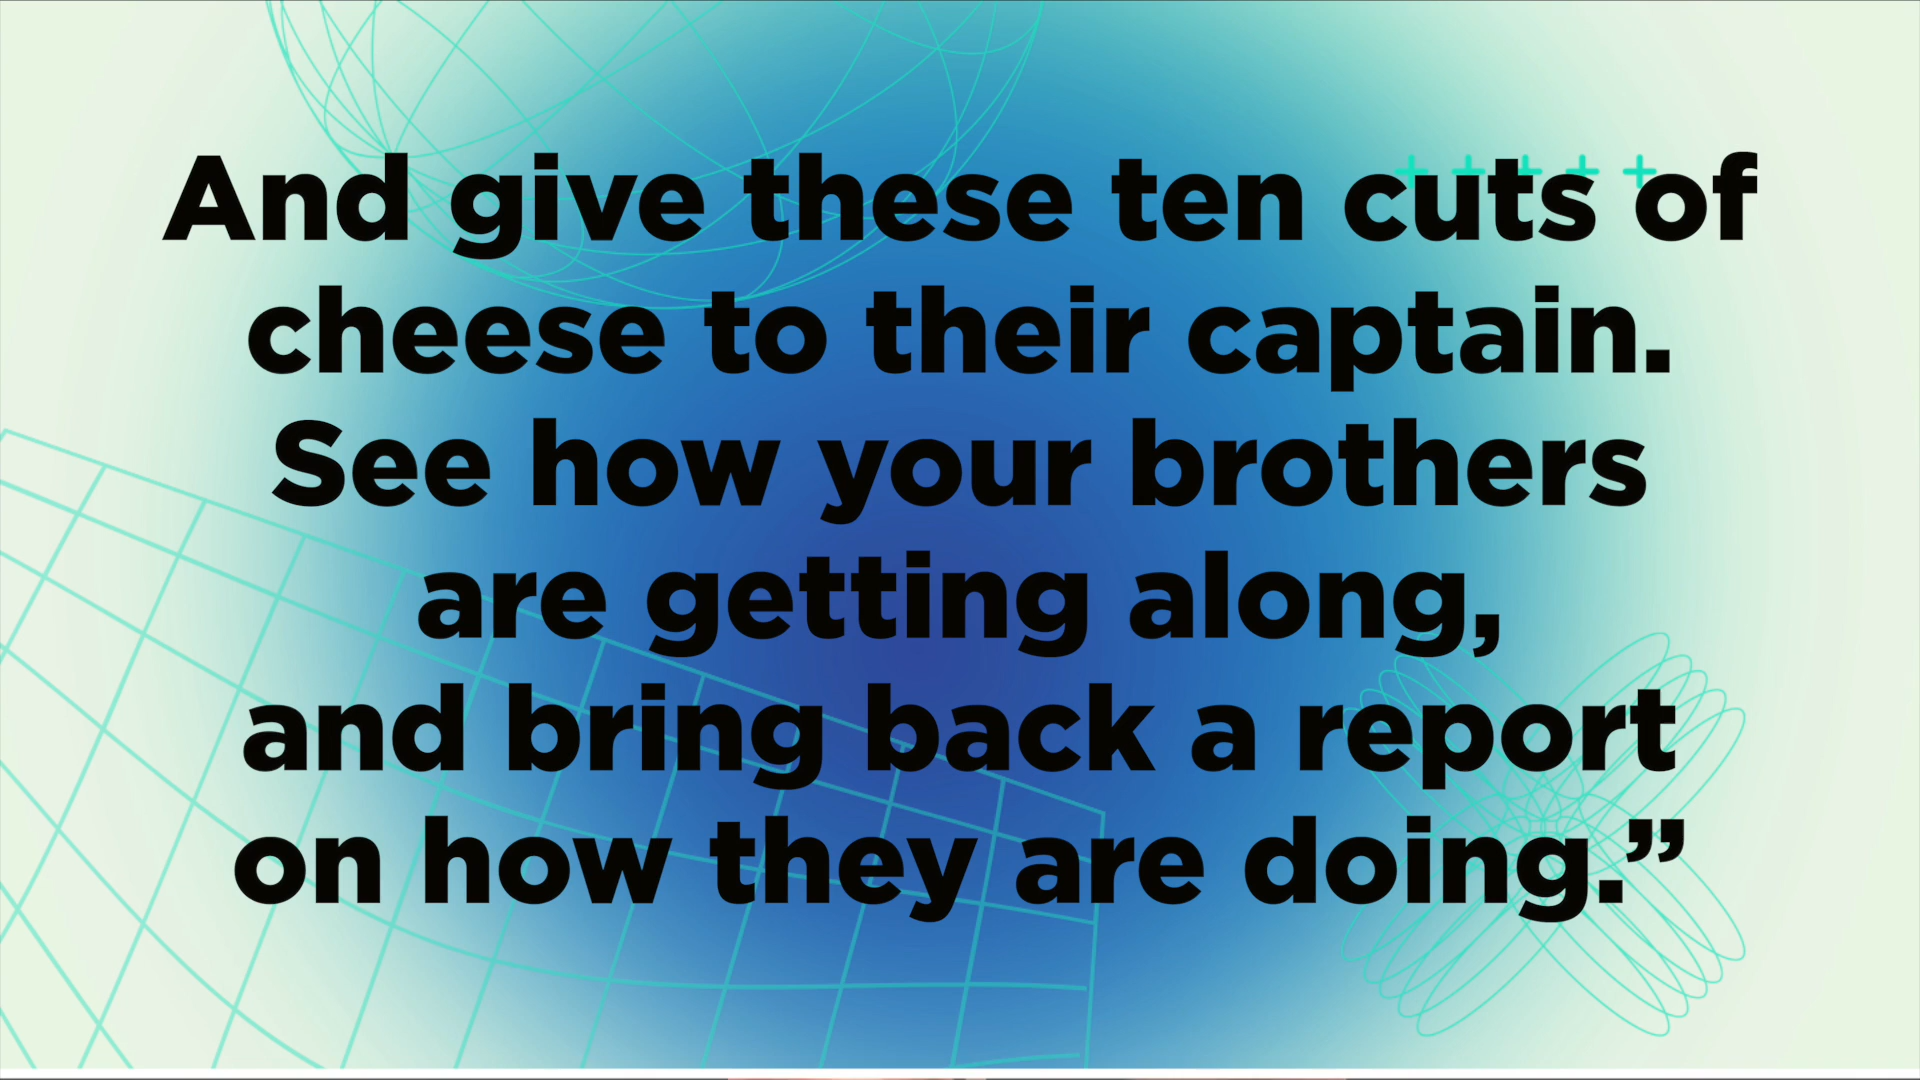 And give these ten cuts of
cheese to their captain.
See how your brothers
are getting along,
and bring back a report
on how they are doing.”